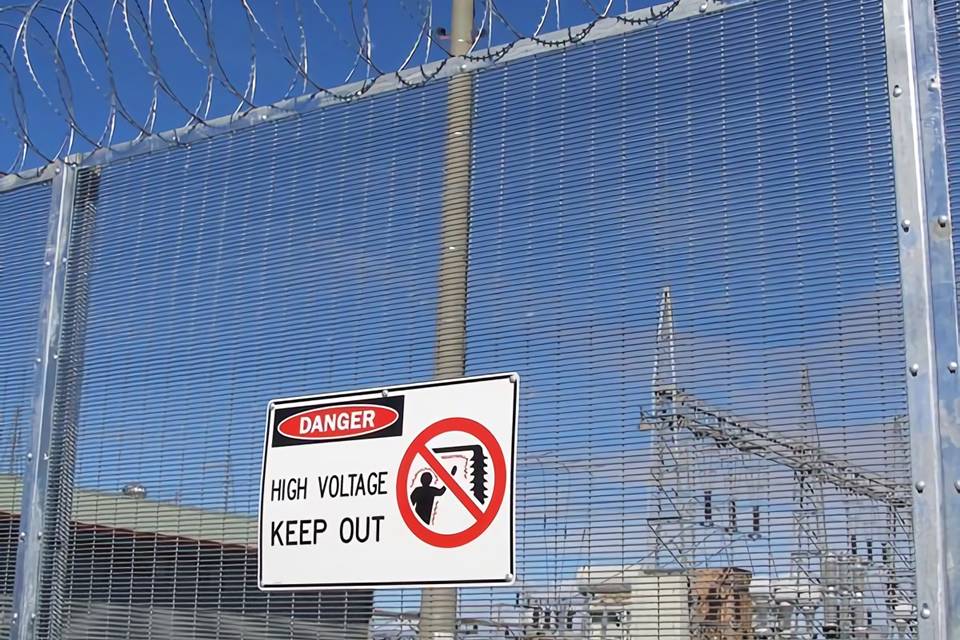 DANGER
HIGH VOLTAGE
KEEP OUT